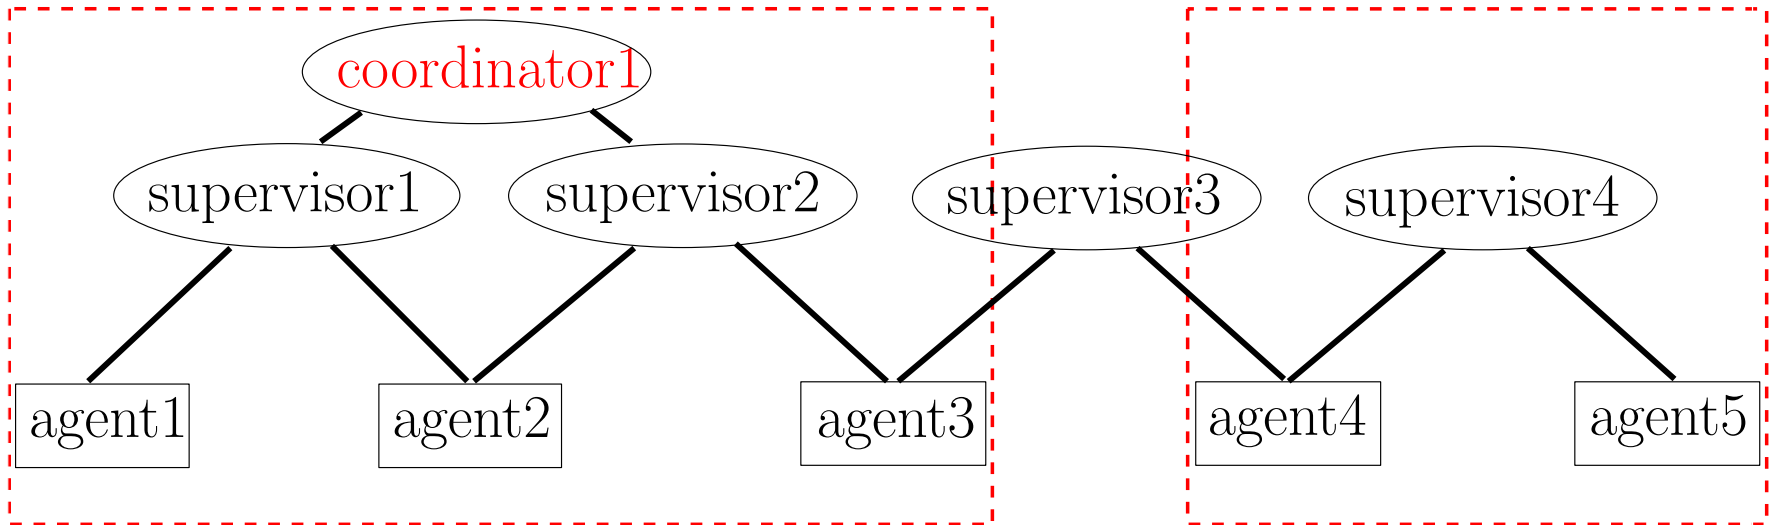 coordinator1
supervisor1
supervisor2
supervisor3
supervisor4
agent1
agent2
agent3
agent4
agent5